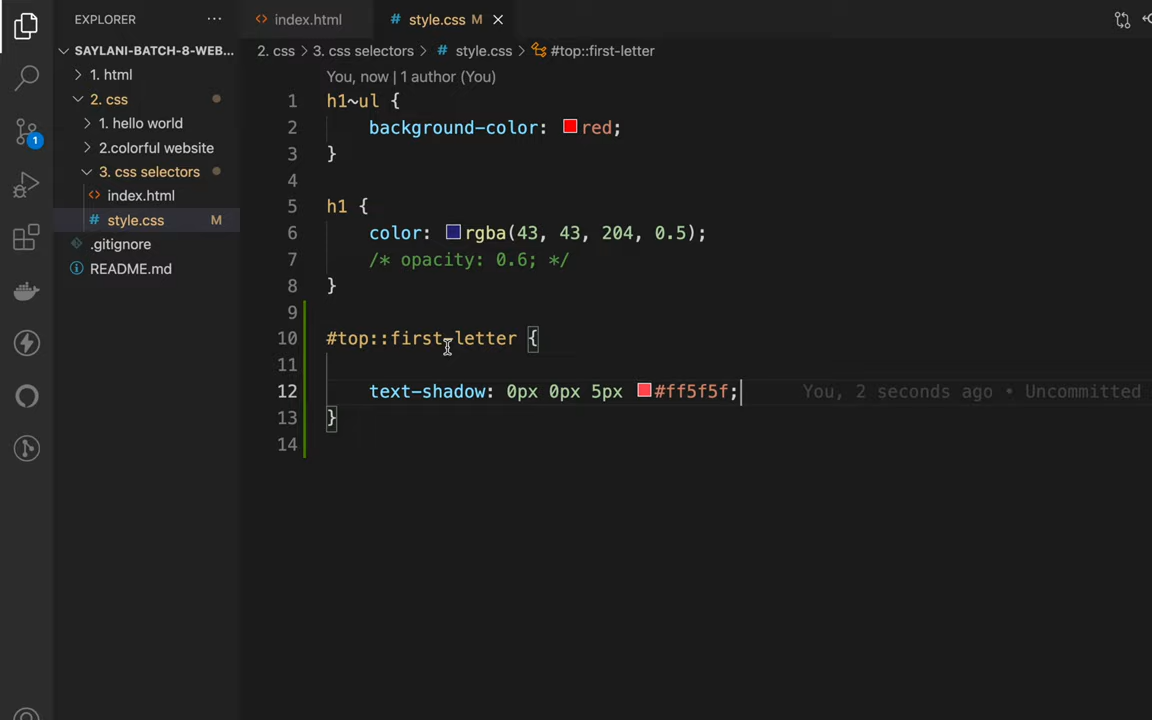 EXPLORER ...
SAYLANI-BATCH-8-WEB...
1. html
2. css
1. hello world
2.colorful website
3. css selectors
index.html
style.css M
.gitignore
README.md
1
index.html
style.css M
2. css > 3. css selectors > style.css > #top::first-letter
You, now | 1 author (You)
1 h1~ul {
2 background-color: red;
3 }
4
5 h1 {
6 color: rgba(43, 43, 204, 0.5);
7 /* opacity: 0.6; */
8 }
9
10 #top::first-letter {
11
12 text-shadow: 0px 0px 5px #ff5f5f; You, 2 seconds ago • Uncommitted
13 }
14